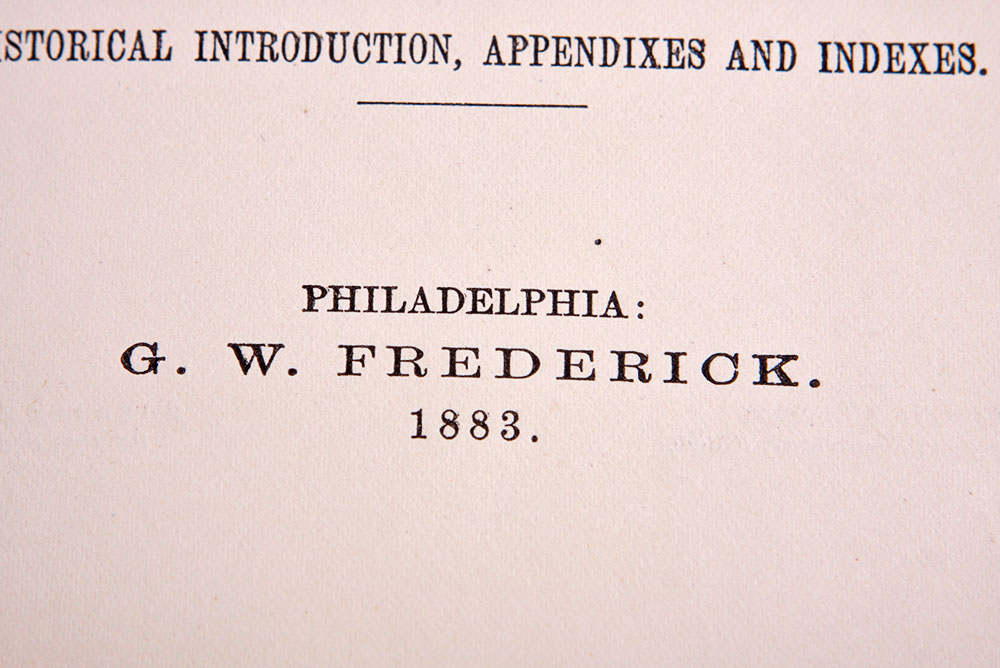 ISTORICAL INTRODUCTION, APPENDIXES AND INDEXES.
PHILADELPHIA:
G. W. FREDERICK.
1883.